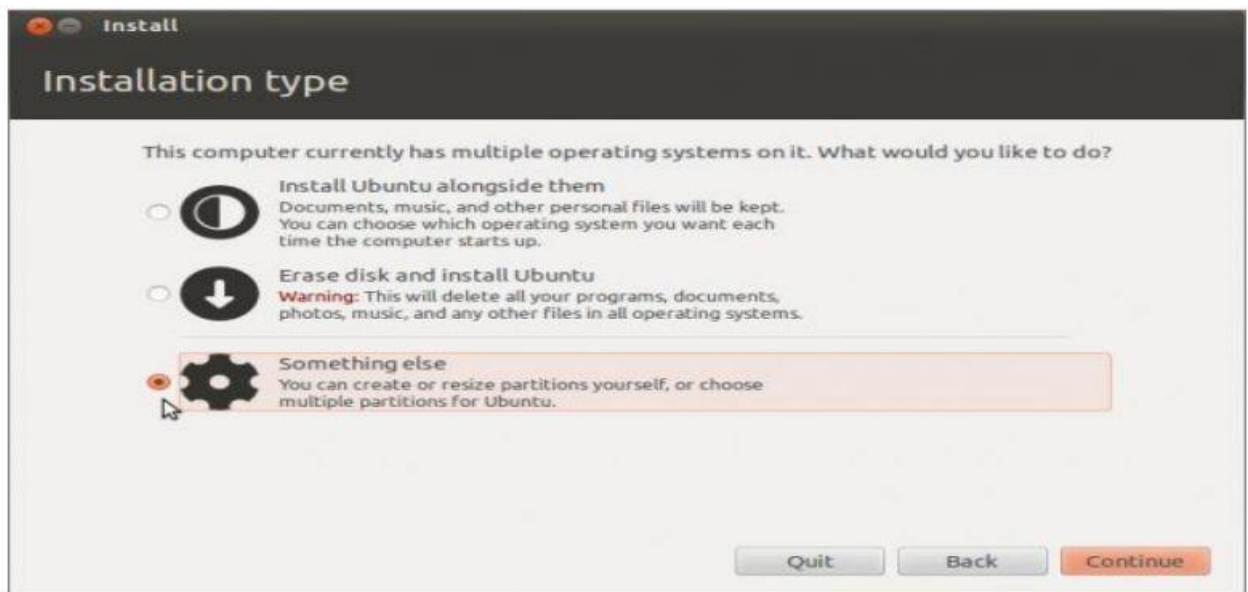 Install
Installation type
This computer currently has multiple operating systems on it. What would you like to do?
Install Ubuntu alongside them
Documents, music, and other personal files will be kept.
You can choose which operating system you want each
time the computer starts up.
Erase disk and install Ubuntu
Warning: This will delete all your programs, documents,
photos, music, and any other files in all operating systems.
Something else
You can create or resize partitions yourself, or choose
multiple partitions for Ubuntu.
Quit Back Continue